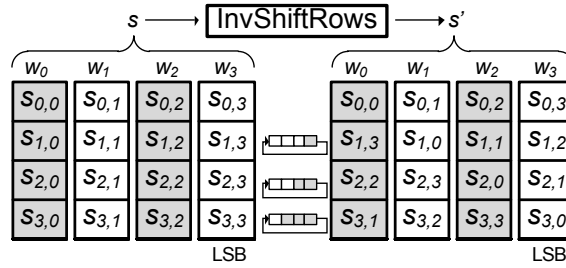 s InvShiftRows s'
w0 w1 w2 w3 w0 w1 w2 w3
S0,0 S0,1 S0,2 S0,3 S0,0 S0,1 S0,2 S0,3
S1,0 S1,1 S1,2 S1,3 S1,3 S1,0 S1,1 S1,2
S2,0 S2,1 S2,2 S2,3 S2,2 S2,3 S2,0 S2,1
S3,0 S3,1 S3,2 S3,3 S3,1 S3,2 S3,3 S3,0
LSB LSB